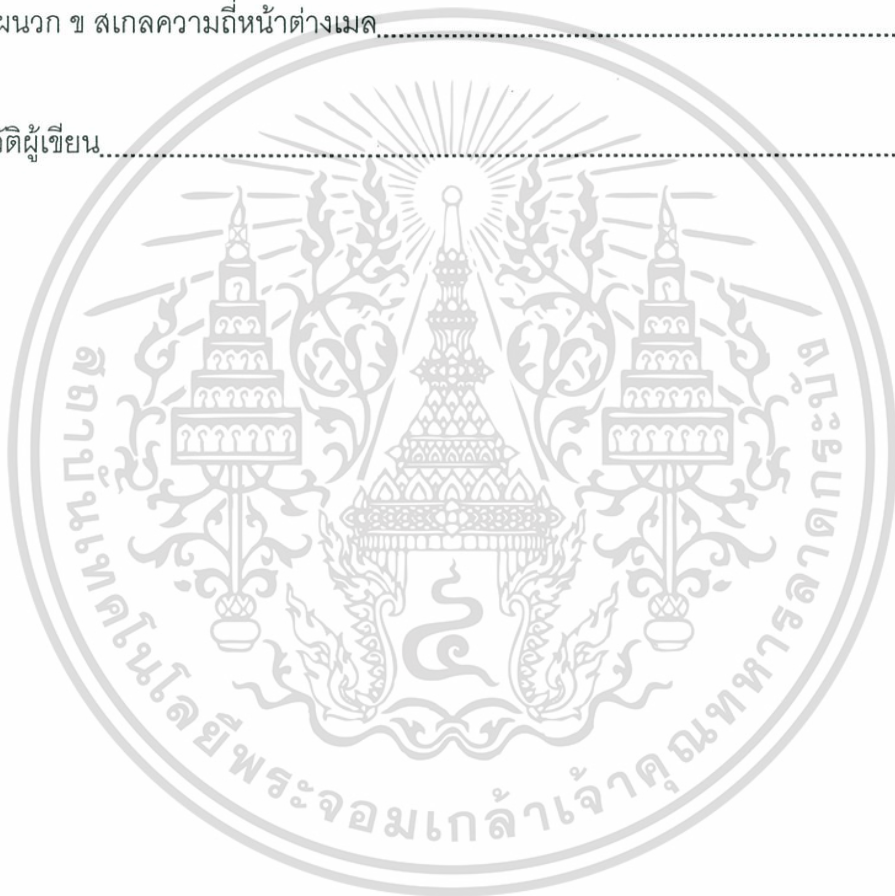 ผนวก ข สเกลความถี่หน้าต่างเมล
ผู้เขียน
สถาบันเทคโนโลยีพระจอมเกล้าเจ้าคุณทหารลาดกระบัง
๔